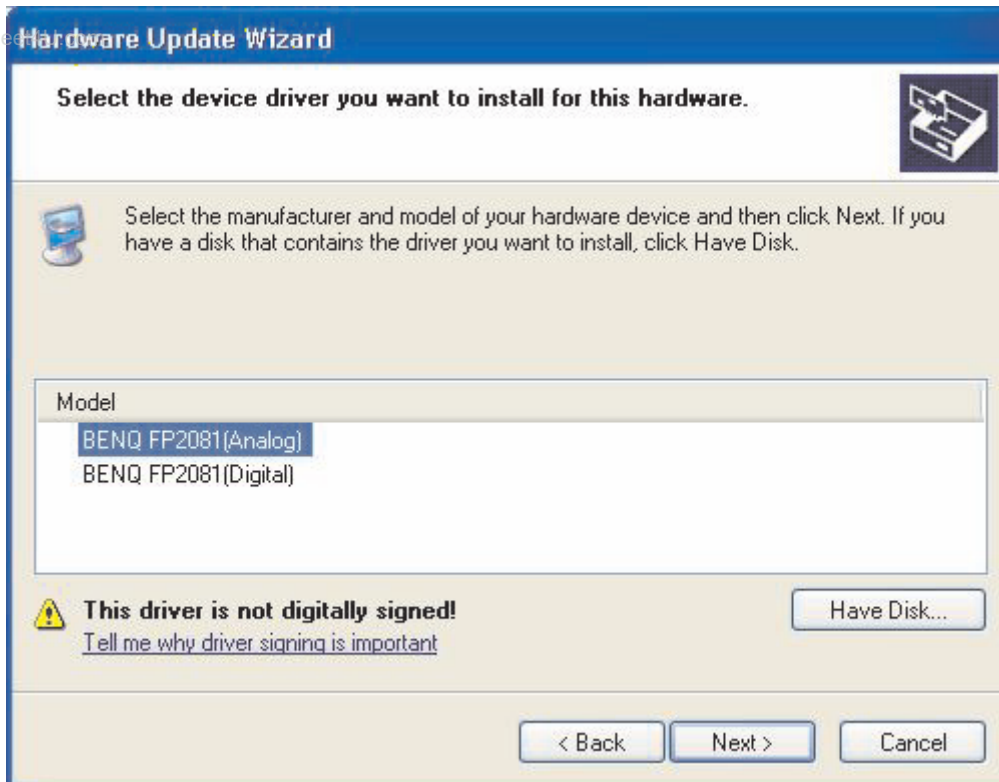 Hardware Update Wizard
Select the device driver you want to install for this hardware.
Select the manufacturer and model of your hardware device and then click Next. If you
have a disk that contains the driver you want to install, click Have Disk.
Model
BENQ FP2081(Analog)
BENQ FP2081(Digital)
This driver is not digitally signed!
Have Disk...
Tell me why driver signing is important
< Back
Next >
Cancel